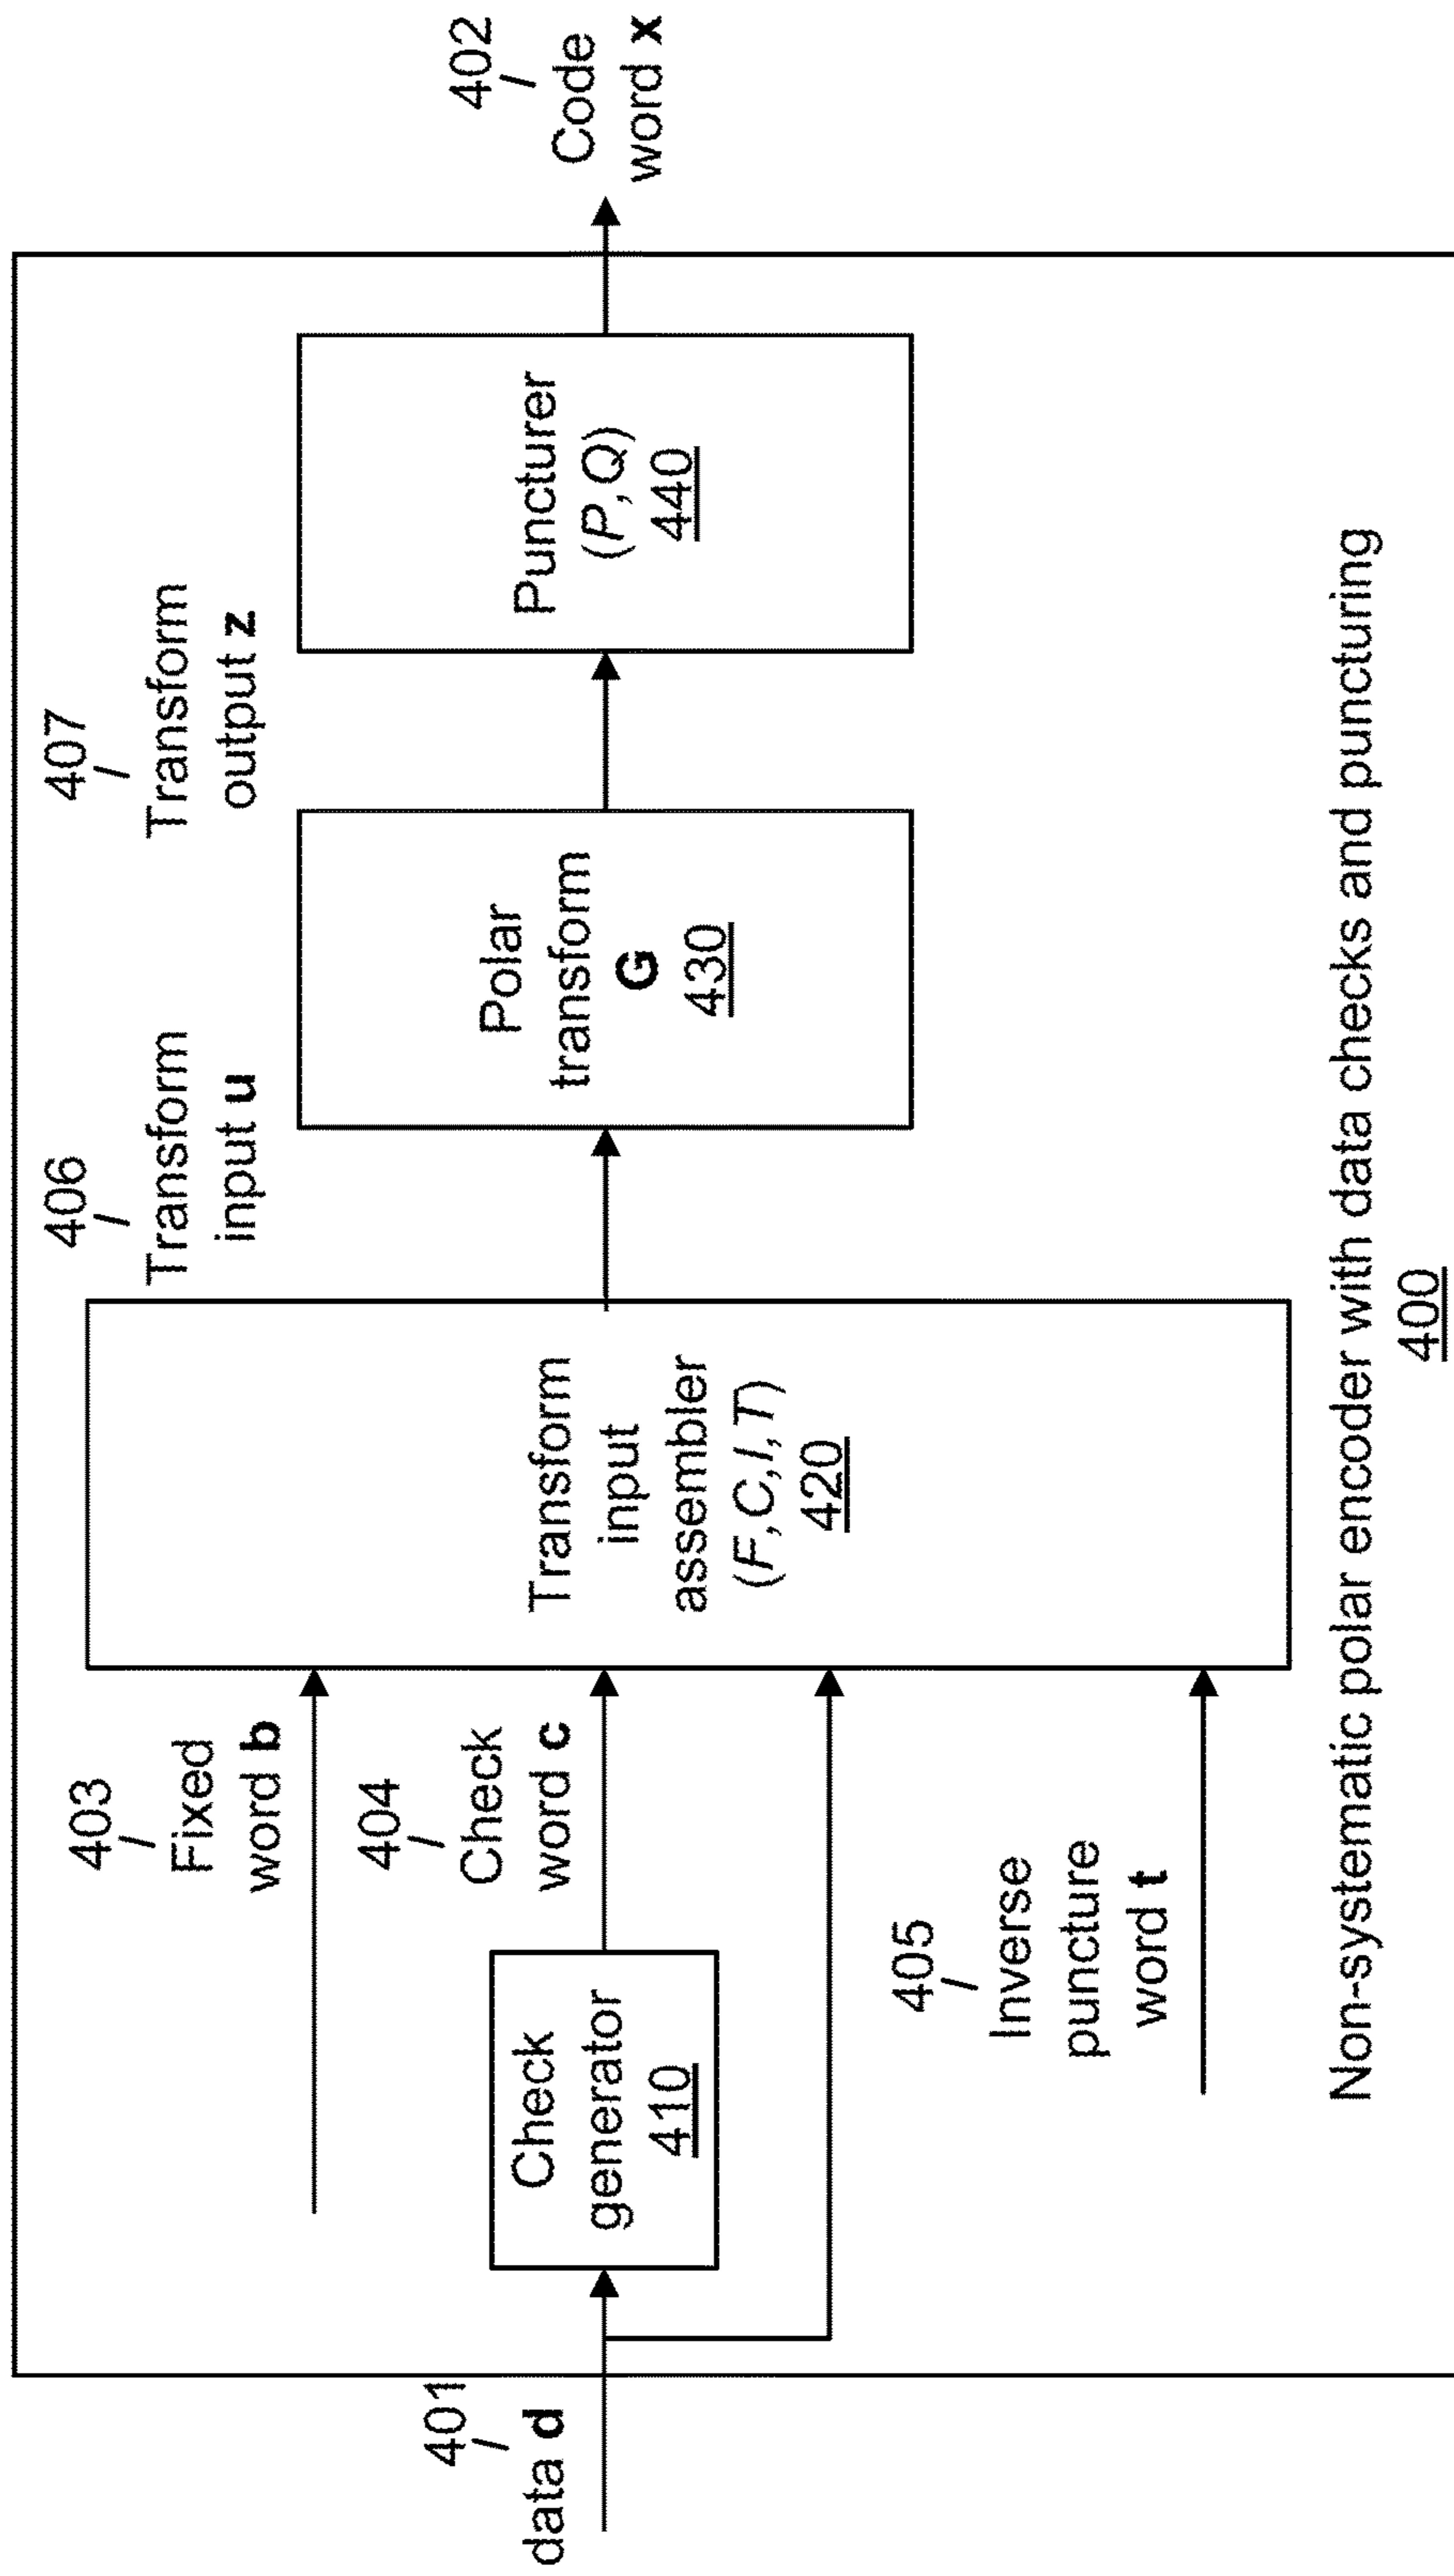 401
data d
403
Fixed
word b
404
Check
word c
Check
generator
410
405
Inverse
puncture
word t
Transform
input
assembler
(F,C,I,T)
420
406
Transform
input u
Polar
transform
G
430
407
Transform
output z
Puncturer
(P,Q)
440
402
Code
word x
Non-systematic polar encoder with data checks and puncturing
400